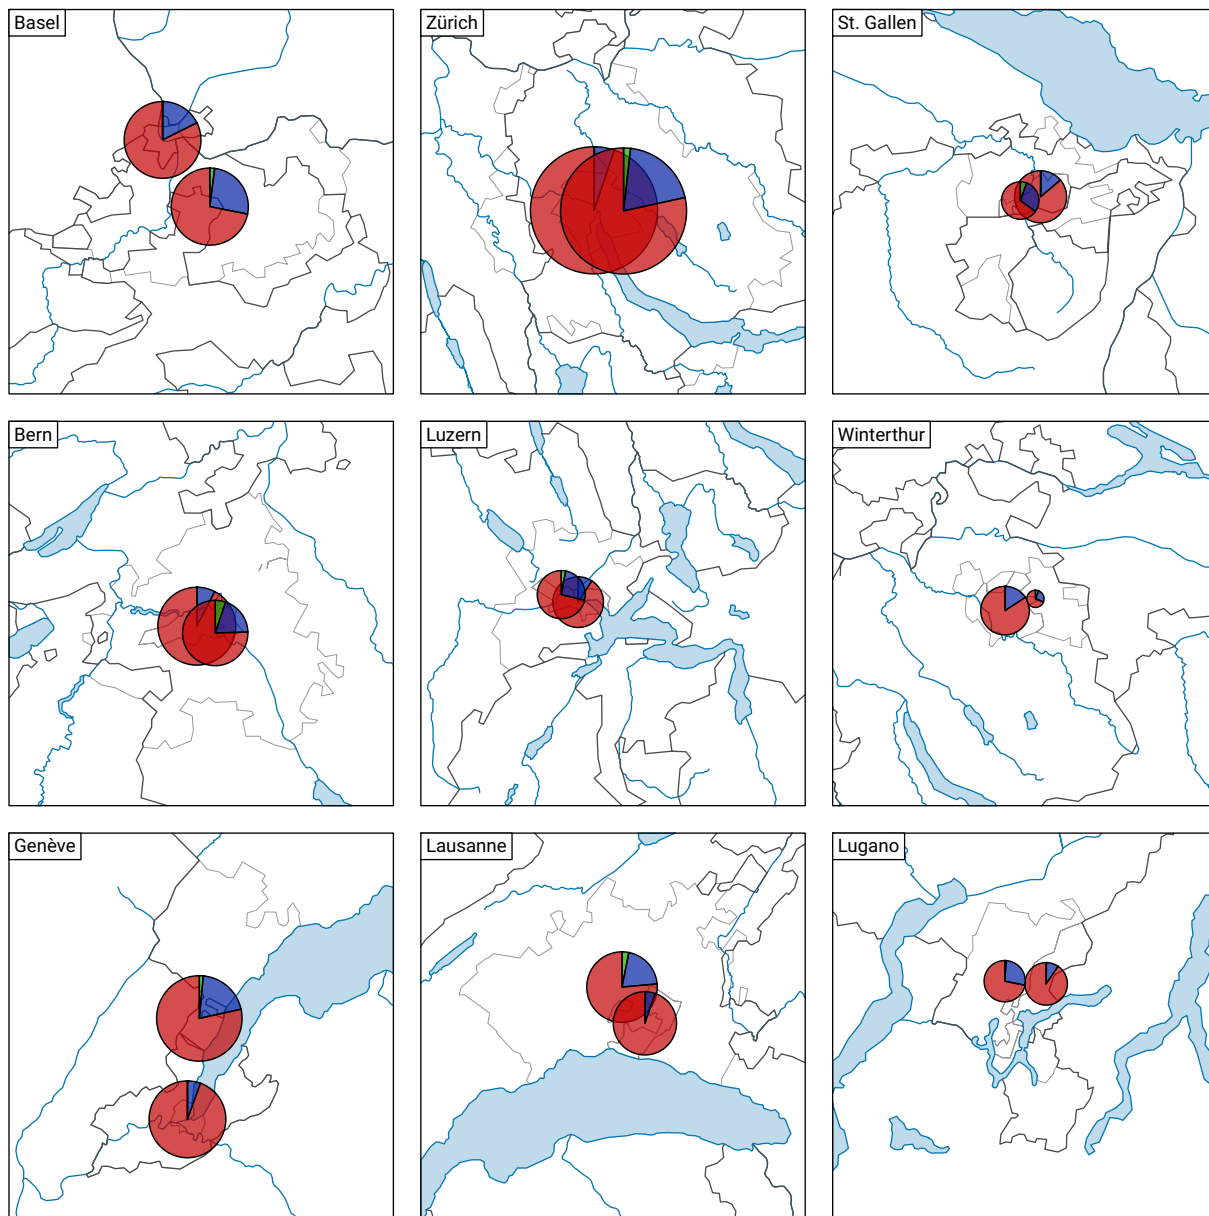 Basel
Zürich
St. Gallen
Bern
Luzern
Winterthur
Genève
Lausanne
Lugano